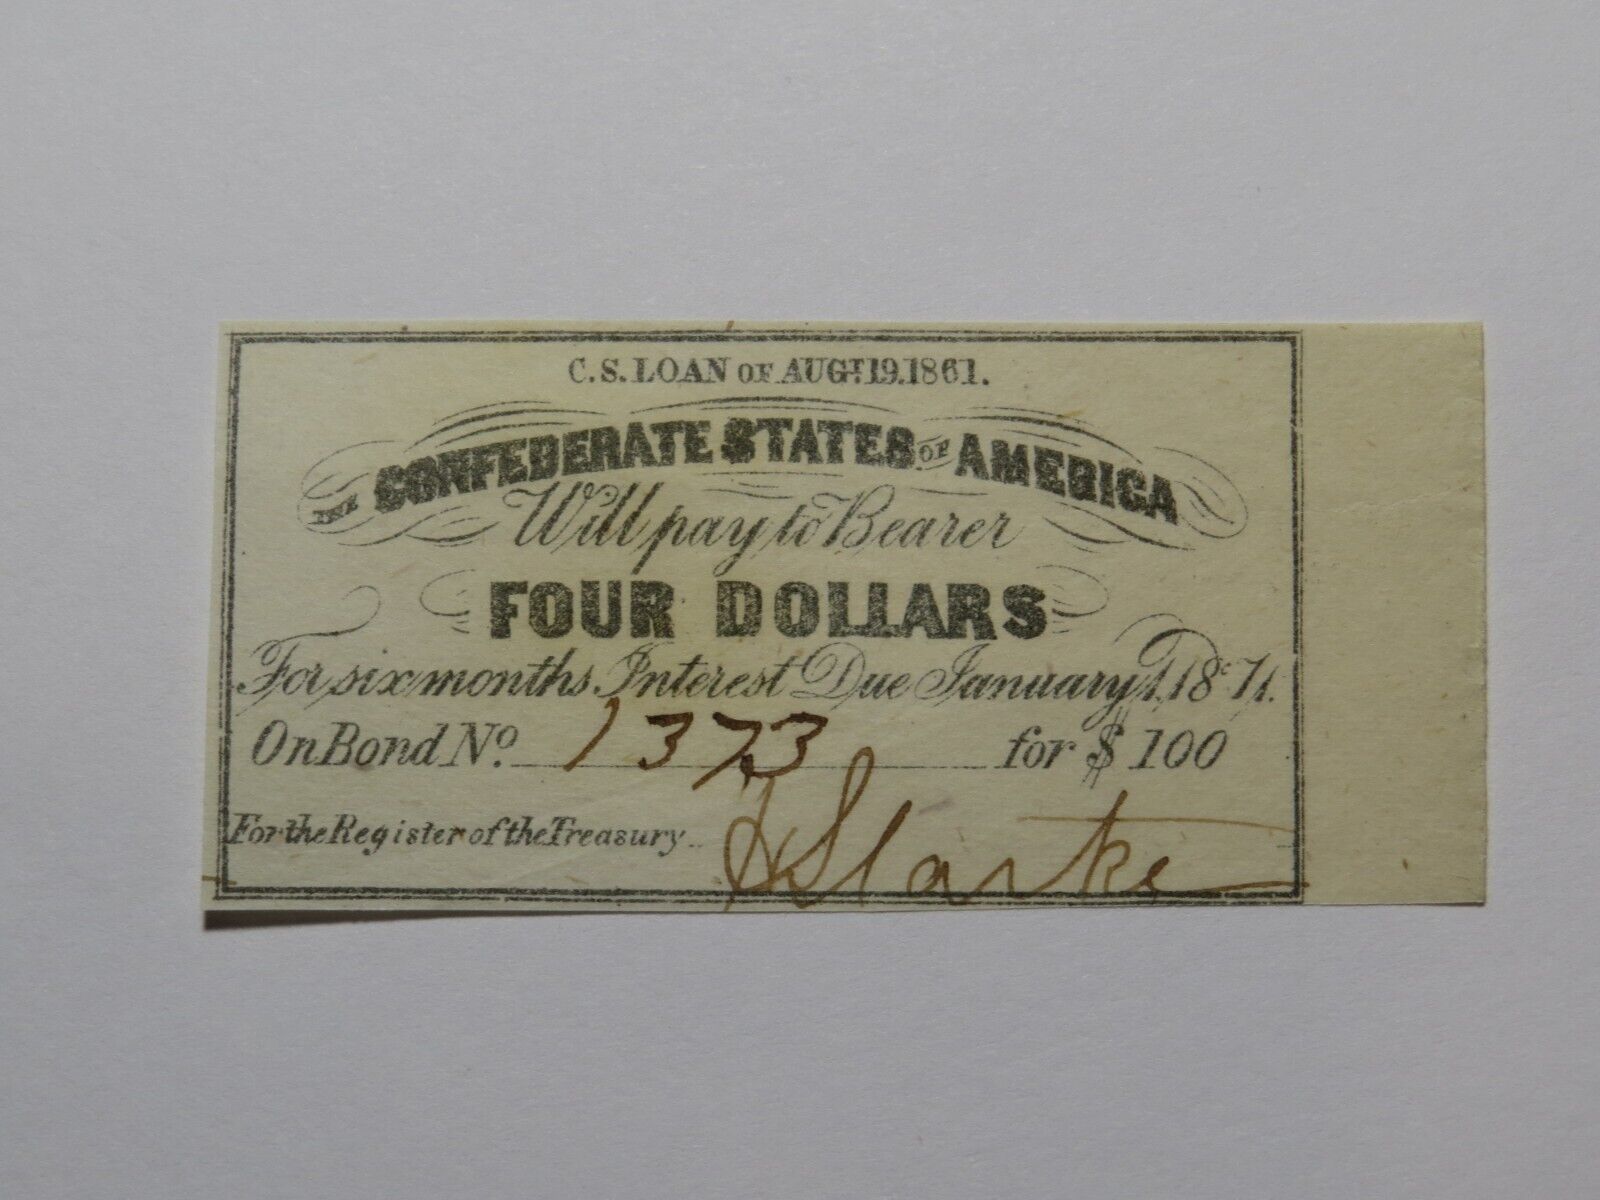 C.S. LOAN OF AUGT. 19. 1861.
THE CONFEDERATE STATES OF AMERICA
Will pay to Bearer
FOUR DOLLARS
For six months Interest Due January 1, 1871.
On Bond No. 1373 for $100
For the Register of the Treasury..
Starke